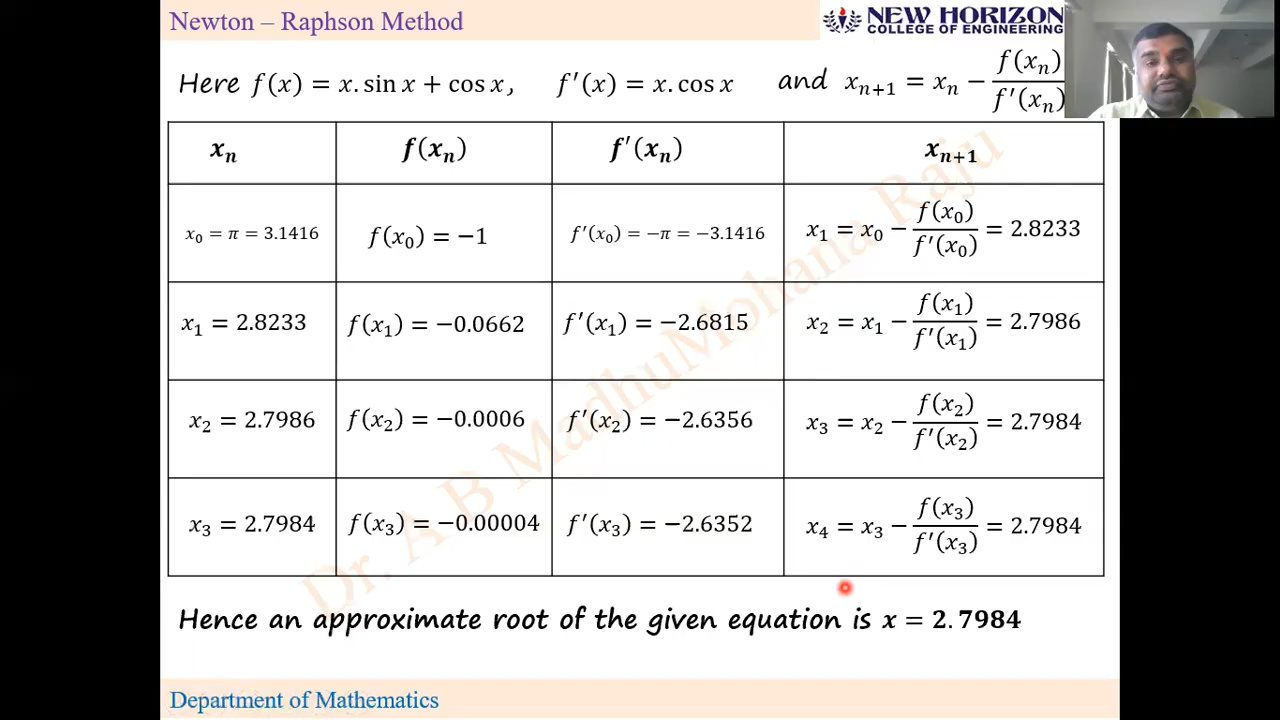 Newton – Raphson Method
NEW HORIZON
COLLEGE OF ENGINEERING
Here f(x) = x. sin x + cos x, f′(x) = x. cos x and xₙ₊₁ = xₙ − f(xₙ)/f′(xₙ)
xₙ f(xₙ) f′(xₙ) xₙ₊₁
x₀ = π = 3.1416 f(x₀) = −1 f′(x₀) = −π = −3.1416 x₁ = x₀ − f(x₀)/f′(x₀) = 2.8233
x₁ = 2.8233 f(x₁) = −0.0662 f′(x₁) = −2.6815 x₂ = x₁ − f(x₁)/f′(x₁) = 2.7986
x₂ = 2.7986 f(x₂) = −0.0006 f′(x₂) = −2.6356 x₃ = x₂ − f(x₂)/f′(x₂) = 2.7984
x₃ = 2.7984 f(x₃) = −0.00004 f′(x₃) = −2.6352 x₄ = x₃ − f(x₃)/f′(x₃) = 2.7984
Dr. A B MadhuMohana Raju
Hence an approximate root of the given equation is x = 2.7984
Department of Mathematics